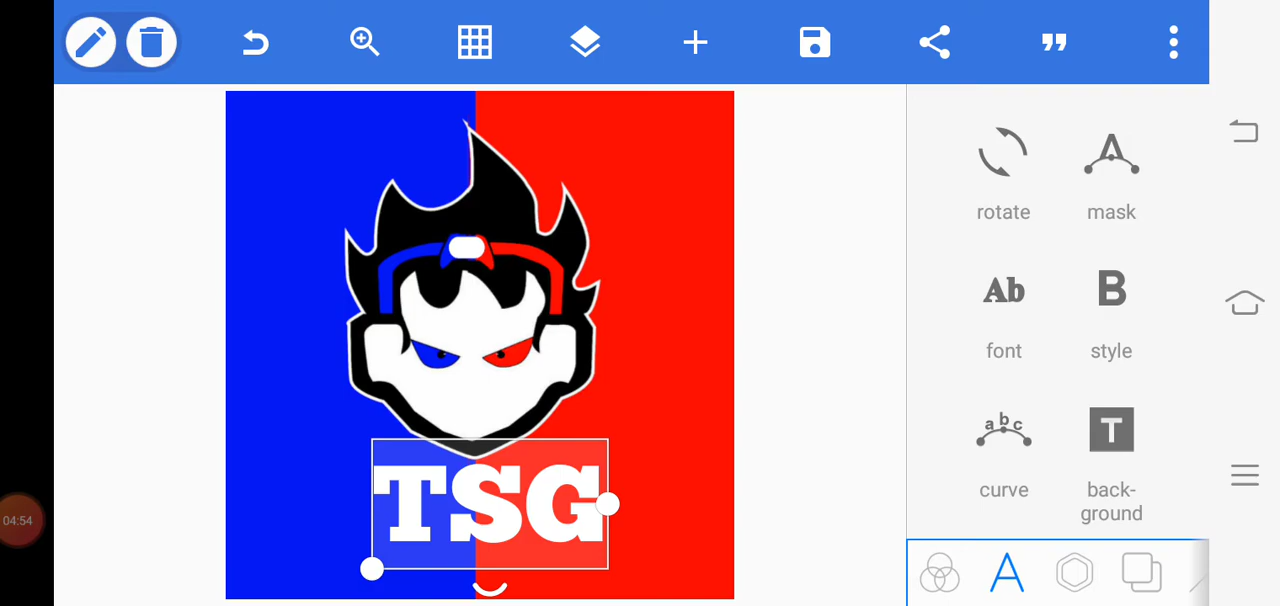 rotate
mask
Ab
font
B
style
abc
curve
T
back-
ground
TSG
04:54
A